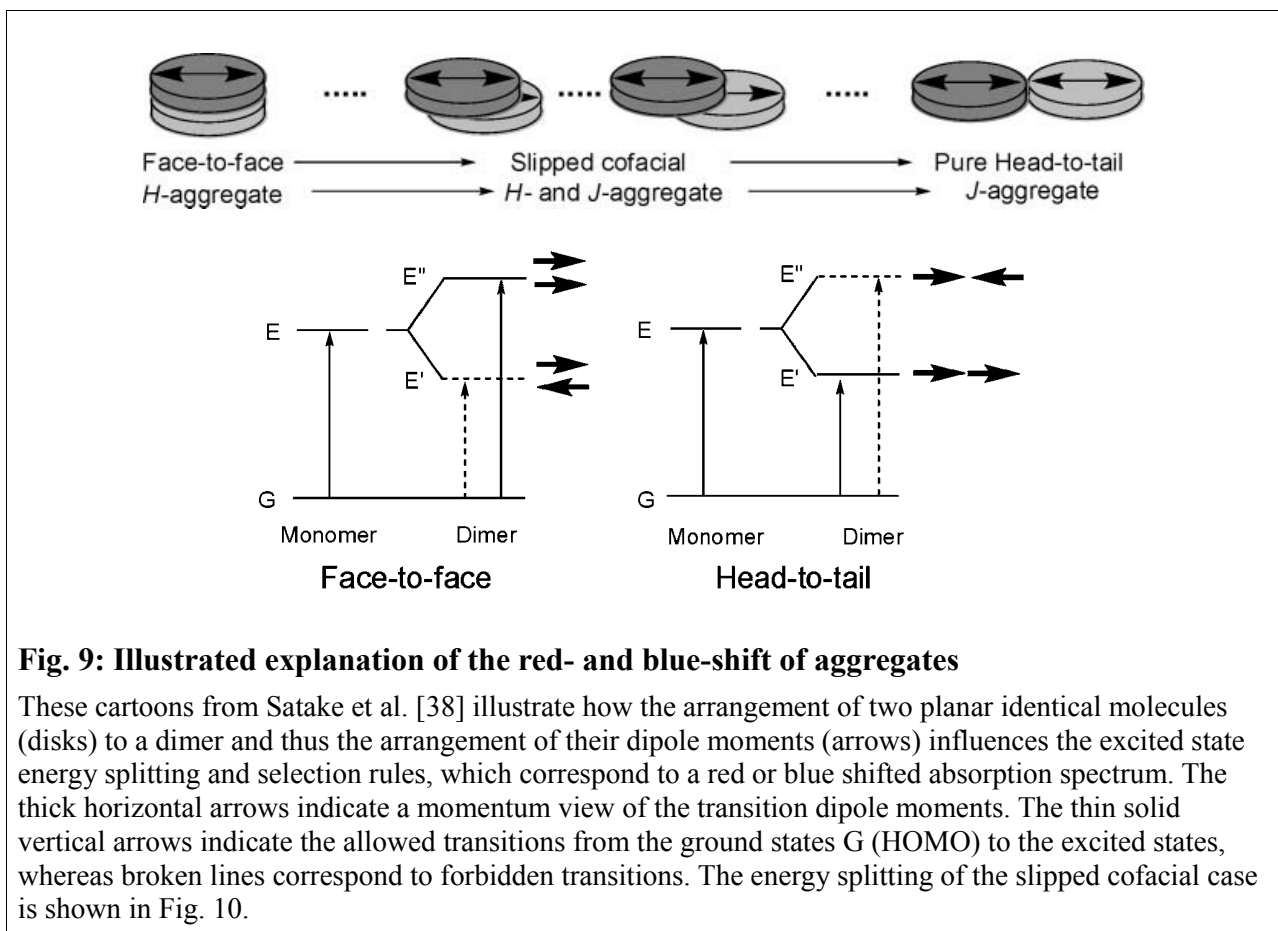 Face-to-face Slipped cofacial Pure Head-to-tail
H-aggregate H- and J-aggregate J-aggregate
E E" E'
G
Monomer Dimer
Face-to-face
E E" E'
G
Monomer Dimer
Head-to-tail
Fig. 9: Illustrated explanation of the red- and blue-shift of aggregates
These cartoons from Satake et al. [38] illustrate how the arrangement of two planar identical molecules
(disks) to a dimer and thus the arrangement of their dipole moments (arrows) influences the excited state
energy splitting and selection rules, which correspond to a red or blue shifted absorption spectrum. The
thick horizontal arrows indicate a momentum view of the transition dipole moments. The thin solid
vertical arrows indicate the allowed transitions from the ground states G (HOMO) to the excited states,
whereas broken lines correspond to forbidden transitions. The energy splitting of the slipped cofacial case
is shown in Fig. 10.